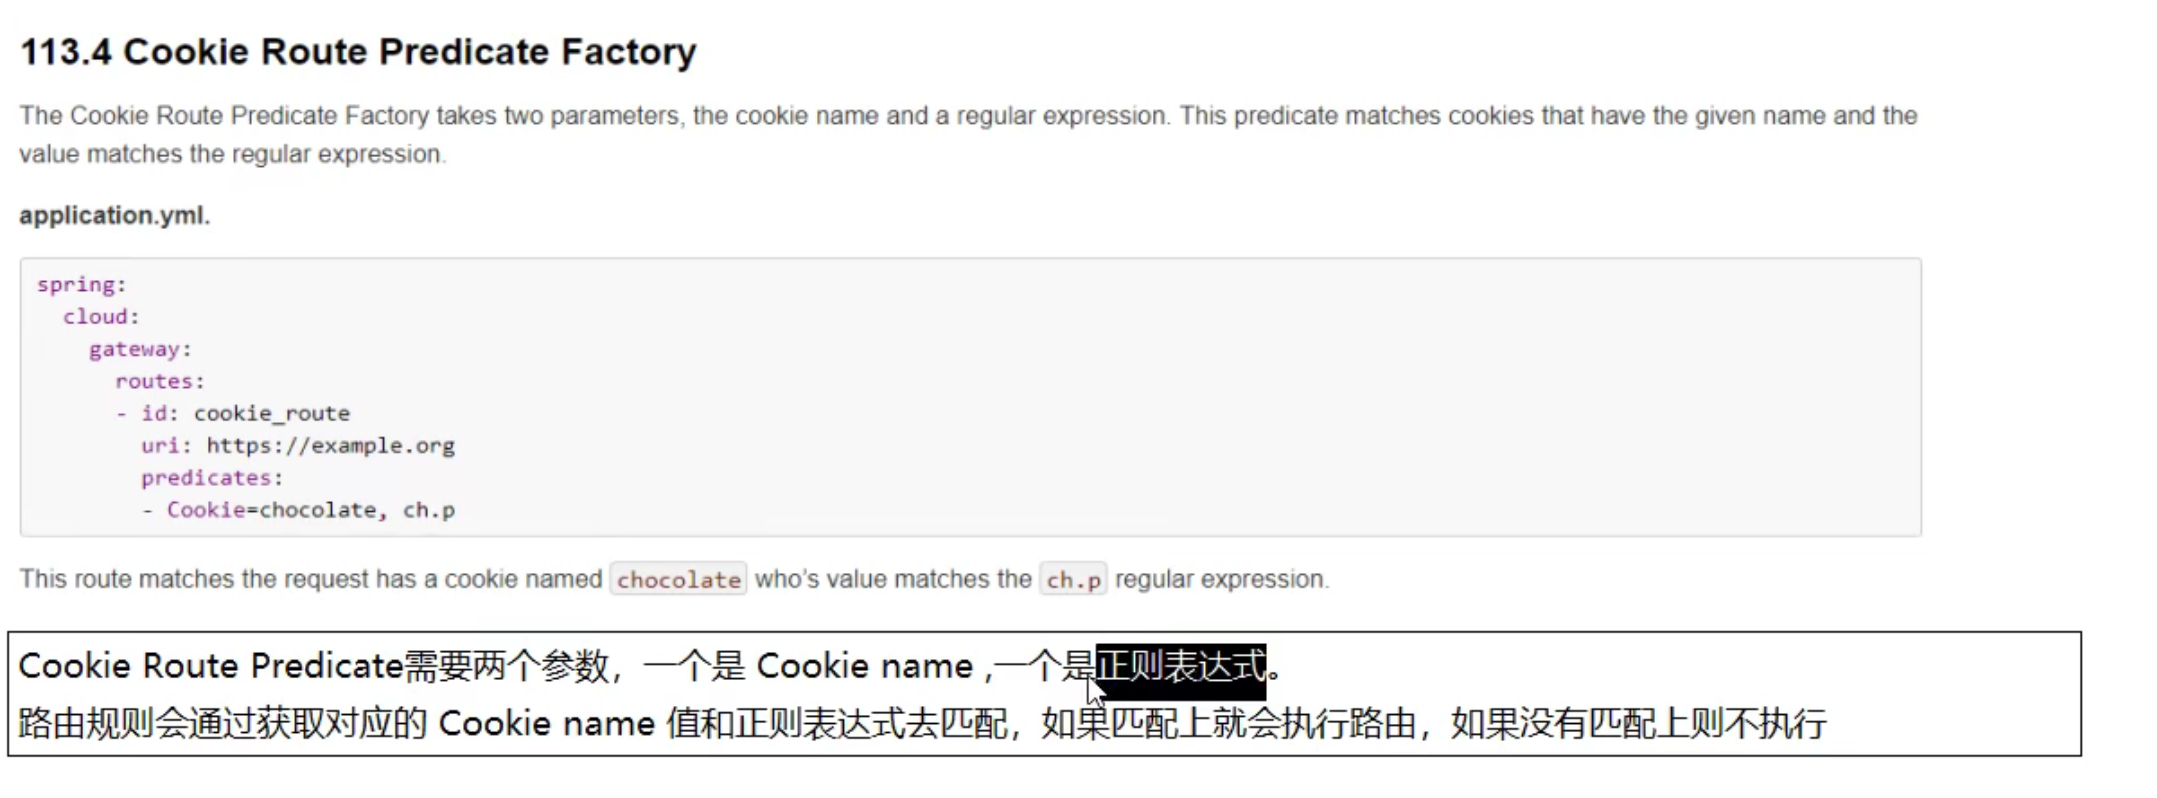 113.4 Cookie Route Predicate Factory
The Cookie Route Predicate Factory takes two parameters, the cookie name and a regular expression. This predicate matches cookies that have the given name and the
value matches the regular expression.
application.yml.
spring:
  cloud:
    gateway:
      routes:
      - id: cookie_route
        uri: https://example.org
        predicates:
        - Cookie=chocolate, ch.p
This route matches the request has a cookie named chocolate who's value matches the ch.p regular expression.
Cookie Route Predicate需要两个参数，一个是 Cookie name ,一个是正则表达式。
路由规则会通过获取对应的 Cookie name 值和正则表达式去匹配，如果匹配上就会执行路由，如果没有匹配上则不执行